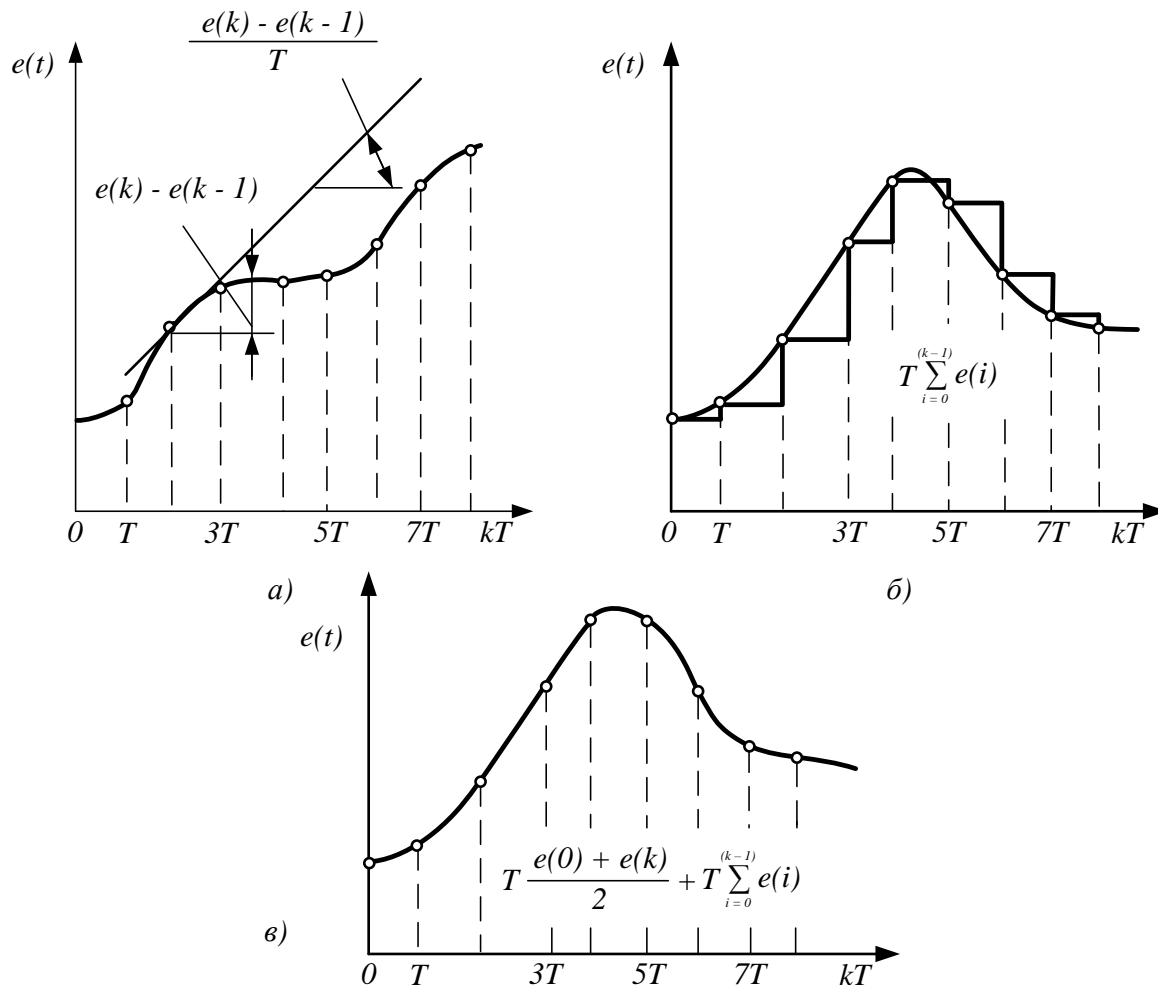 e(k) - e(k - 1)
T
e(t)
e(k) - e(k - 1)
0 T 3T 5T 7T kT
а)
e(t)
T (k-1) ∑ i = 0 e(i)
0 T 3T 5T 7T kT
б)
e(t)
T e(0) + e(k) / 2 + T (k-1) ∑ i = 0 e(i)
в)
0 T 3T 5T 7T kT